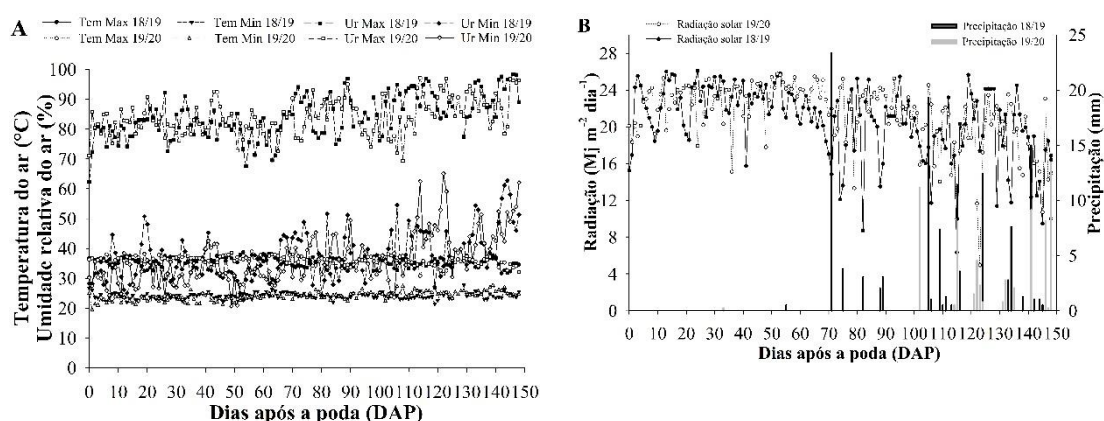 A
Tem Max 18/19 Tem Min 18/19 Ur Max 18/19 Ur Min 18/19
Tem Max 19/20 Tem Min 19/20 Ur Max 19/20 Ur Min 19/20
Temperatura do ar (°C)
Umidade relativa do ar (%)
100
90
80
70
60
50
40
30
20
10
0
0 10 20 30 40 50 60 70 80 90 100 110 120 130 140 150
Dias após a poda (DAP)
B
Radiação solar 19/20
Radiação solar 18/19
Precipitação 18/19
Precipitação 19/20
Radiação (Mj m⁻² dia⁻¹)
28
24
20
16
12
8
4
0
0 10 20 30 40 50 60 70 80 90 100 110 120 130 140 150
Dias após a poda (DAP)
25
20
15
10
5
0
Precipitação (mm)